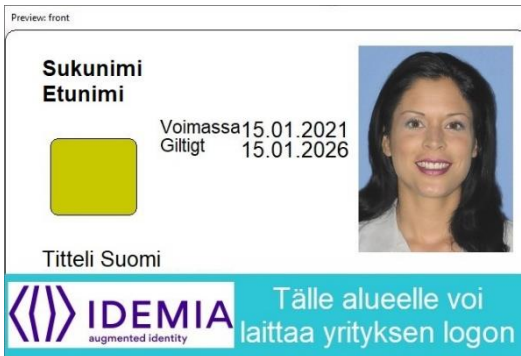 Preview: front
Sukunimi
Etunimi
Voimassa 15.01.2021
Giltigt 15.01.2026
Titteli Suomi
IDEMIA
augmented identity
Tälle alueelle voi
laittaa yrityksen logon